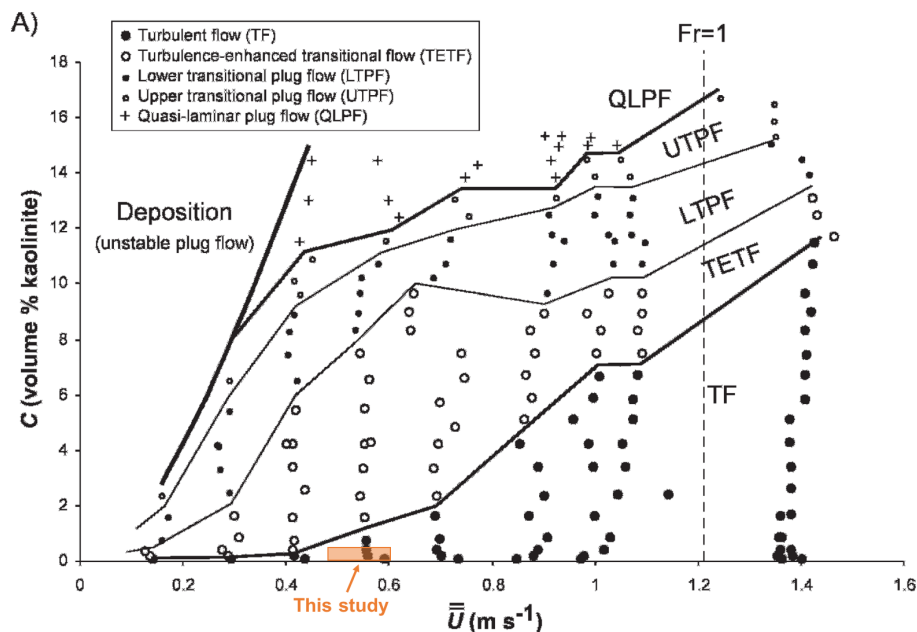 A)
Turbulent flow (TF)
Turbulence-enhanced transitional flow (TETF)
Lower transitional plug flow (LTPF)
Upper transitional plug flow (UTPF)
Quasi-laminar plug flow (QLPF)
Fr=1
QLPF
UTPF
LTPF
TETF
TF
Deposition
(unstable plug flow)
C (volume % kaolinite)
18
16
14
12
10
8
6
4
2
0
0
0.2
0.4
0.6
0.8
1
1.2
1.4
1.6
This study
U (m s⁻¹)